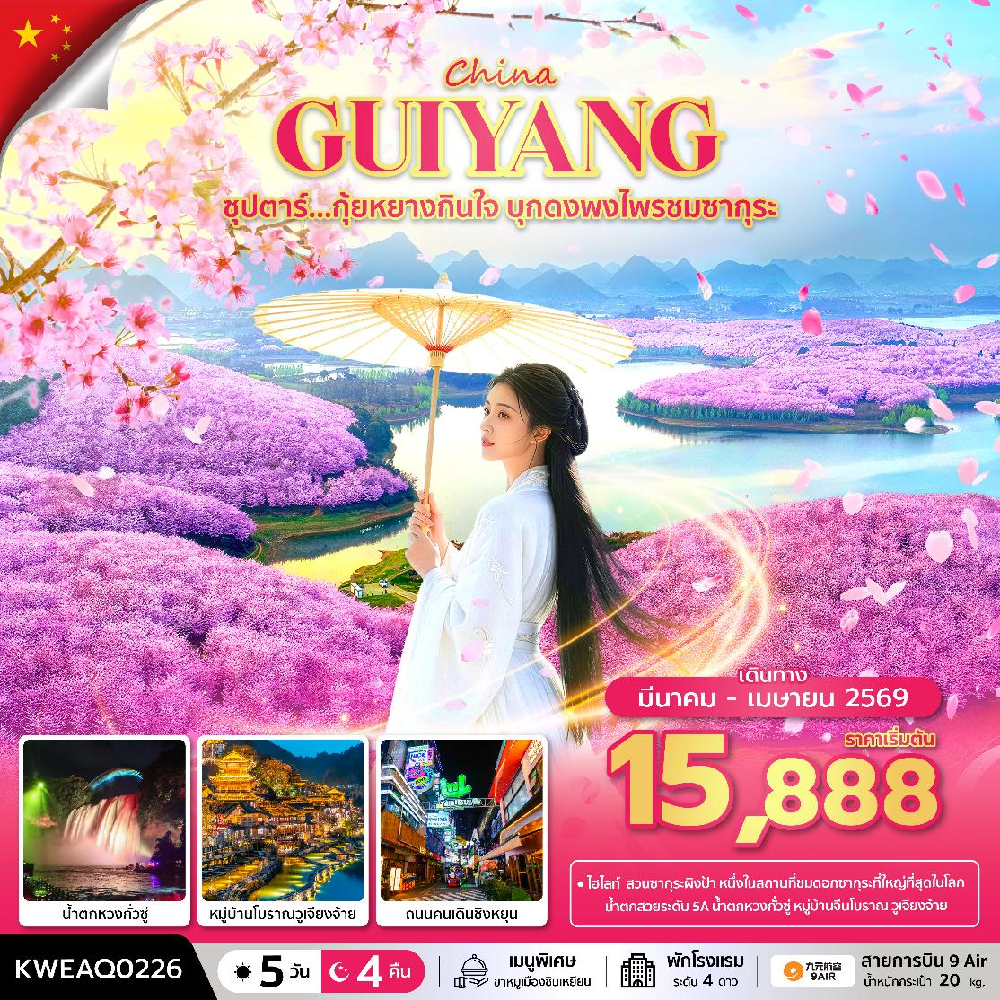 China
GUIYANG
ซุปตาร์...กุ้ยหยางกินใจ บุกดงพงไพรชมซากุระ
เดินทาง
มีนาคม - เมษายน 2569
ราคาเริ่มต้น
15,888
• ไฮไลท์ สวนซากุระผิงป้า หนึ่งในสถานที่ชมดอกซากุระที่ใหญ่ที่สุดในโลก
น้ำตกสวยระดับ 5A น้ำตกหวงกั่วซู่ หมู่บ้านจีนโบราณ วูเจียงจ้าย
น้ำตกหวงกั่วซู่
หมู่บ้านโบราณวูเจียงจ้าย
ถนนคนเดินชิงหยุน
KWEAQ0226
5 วัน
4 คืน
เมนูพิเศษ
ขาหมูเมืองชินเหยียน
พักโรงแรม
ระดับ 4 ดาว
九元航空
9AIR
สายการบิน 9 Air
น้ำหนักกระเป๋า 20 kg.